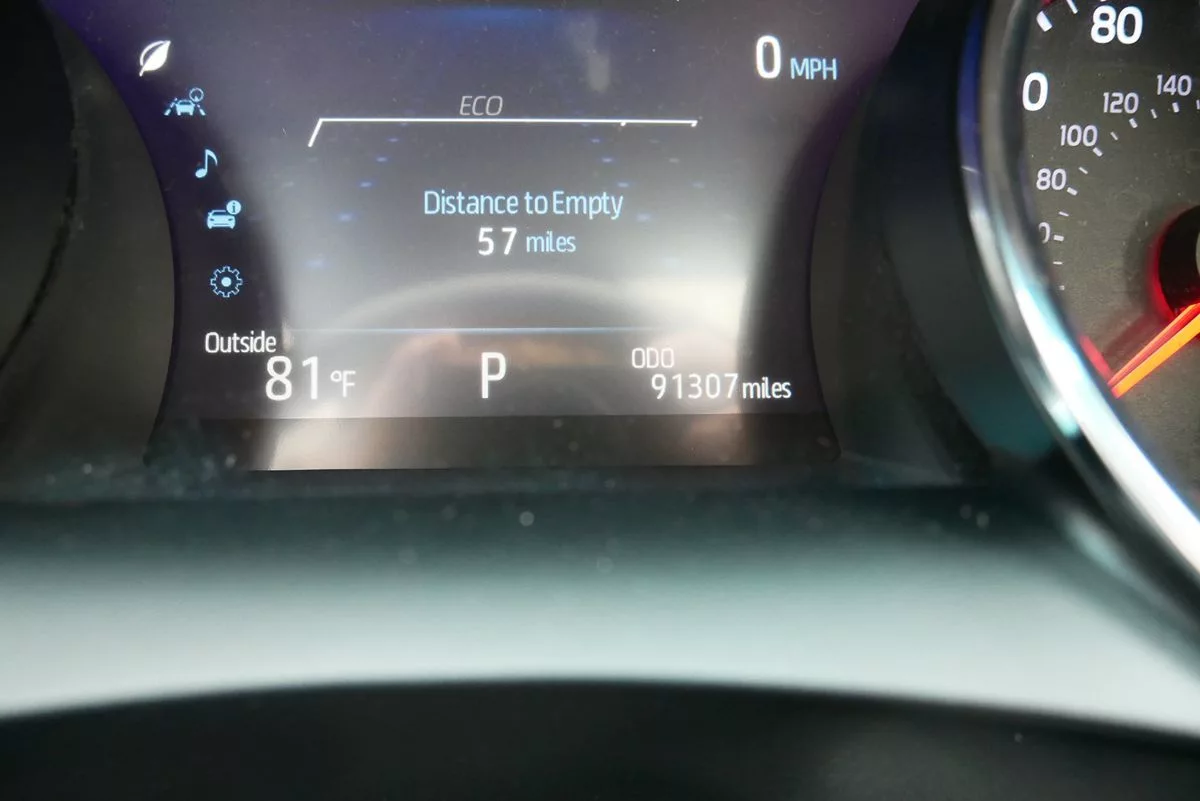 0 MPH
ECO
Distance to Empty
57 miles
Outside
81°F
P
ODO
91307 miles
80
0
140
120
100
80